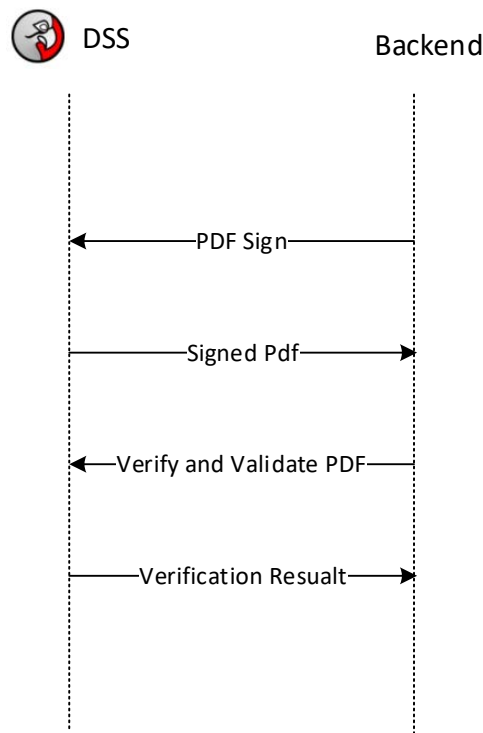 DSS
Backend
PDF Sign
Signed Pdf
Verify and Validate PDF
Verification Resualt